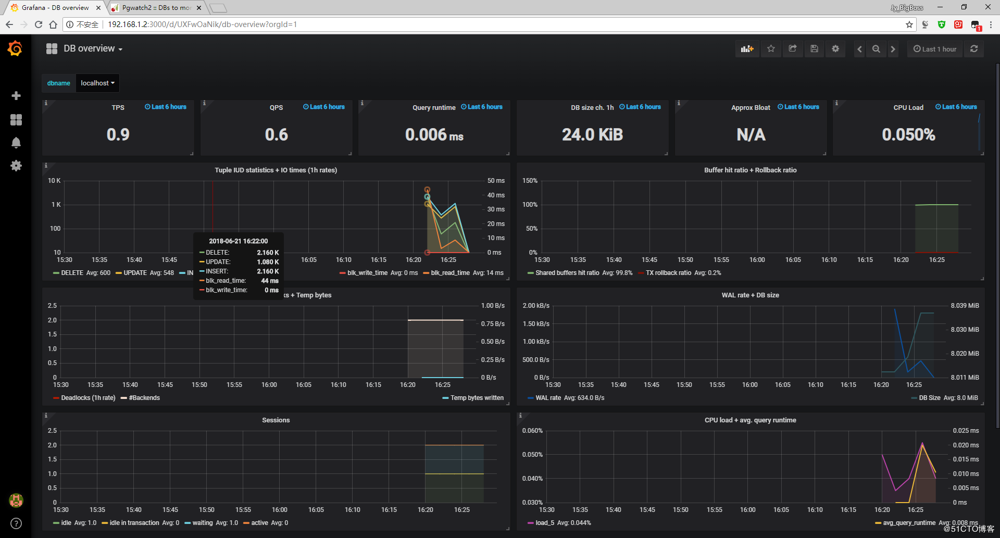 Grafana - DB overview
Pgwatch2 :: DBs to mon
Jy_BigBoss
不安全 192.168.1.2:3000/d/UXFwOaNik/db-overview?orgId=1
1
DB overview
Last 1 hour
dbname localhost
TPS Last 6 hours
0.9
QPS Last 6 hours
0.6
Query runtime Last 6 hours
0.006 ms
DB size ch. 1h Last 6 hours
24.0 KiB
Approx Bloat Last 6 hours
N/A
CPU Load Last 6 hours
0.050%
Tuple IUD statistics + IO times (1h rates)
10 K
1 K
100
10
50 ms
40 ms
30 ms
20 ms
10 ms
0 ms
15:30 15:35 15:40 15:45 16:05 16:10 16:15 16:20 16:25
DELETE Avg: 600 UPDATE Avg: 548 IN
blk_write_time Avg: 0 ms blk_read_time Avg: 14 ms
2018-06-21 16:22:00
DELETE: 2.160 K
UPDATE: 1.080 K
INSERT: 2.160 K
blk_read_time: 44 ms
blk_write_time: 0 ms
Buffer hit ratio + Rollback ratio
150%
100%
50%
0%
15:30 15:35 15:40 15:45 15:50 15:55 16:00 16:05 16:10 16:15 16:20 16:25
Shared buffers hit ratio Avg: 99.8% TX rollback ratio Avg: 0.2%
ks + Temp bytes
2.5
2.0
1.5
1.0
0.5
0
1.00 B/s
0.75 B/s
0.50 B/s
0.25 B/s
0 B/s
15:30 15:35 15:40 15:45 15:50 15:55 16:00 16:05 16:10 16:15 16:20 16:25
Deadlocks (1h rate) #Backends
Temp bytes written
WAL rate + DB size
2.00 kB/s
1.50 kB/s
1.00 kB/s
500.0 B/s
0 B/s
8.039 MiB
8.030 MiB
8.020 MiB
8.011 MiB
15:30 15:35 15:40 15:45 15:50 15:55 16:00 16:05 16:10 16:15 16:20 16:25
WAL rate Avg: 634.0 B/s
DB Size Avg: 8.0 MiB
Sessions
2.5
2.0
1.5
1.0
0.5
0
15:30 15:35 15:40 15:45 15:50 15:55 16:00 16:05 16:10 16:15 16:20 16:25
idle Avg: 1.0 idle in transaction Avg: 0 waiting Avg: 1.0 active Avg: 0
CPU load + avg. query runtime
0.060%
0.050%
0.040%
0.030%
0.025 ms
0.020 ms
0.015 ms
0.010 ms
0.005 ms
0 ms
15:30 15:35 15:40 15:45 15:50 15:55 16:00 16:05 16:10 16:15 16:20 16:25
load_5 Avg: 0.044%
avg_query_runtime Avg: 0.008 ms
@51CTO博客